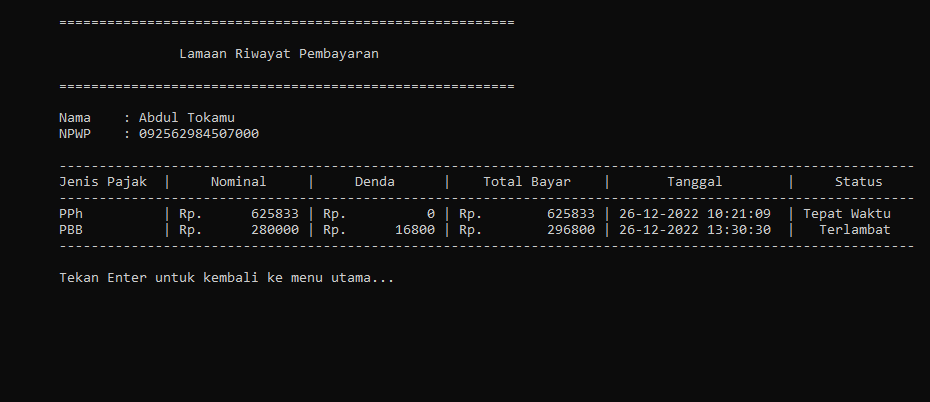 =========================================================
Lamaan Riwayat Pembayaran
=========================================================
Nama    : Abdul Tokamu
NPWP    : 092562984507000
-----------------------------------------------------------------------------------------------------------
Jenis Pajak  |     Nominal     |     Denda      |    Total Bayar    |       Tanggal        |     Status
-----------------------------------------------------------------------------------------------------------
PPh          | Rp.      625833 | Rp.          0 | Rp.        625833 | 26-12-2022 10:21:09  | Tepat Waktu
PBB          | Rp.      280000 | Rp.      16800 | Rp.        296800 | 26-12-2022 13:30:30  |   Terlambat
-----------------------------------------------------------------------------------------------------------
Tekan Enter untuk kembali ke menu utama...